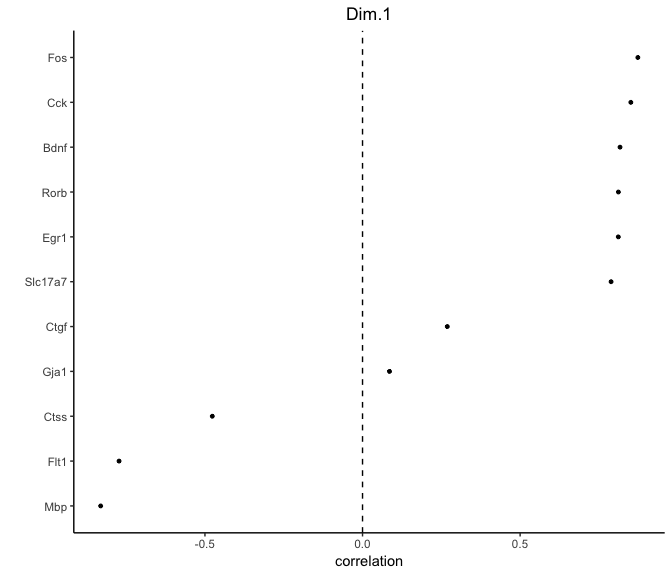 Dim.1
Fos
Cck
Bdnf
Rorb
Egr1
Slc17a7
Ctgf
Gja1
Ctss
Flt1
Mbp
-0.5 0.0 0.5
correlation